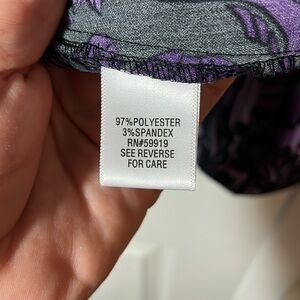 97%POLYESTER
3%SPANDEX
RN#59919
SEE REVERSE
FOR CARE